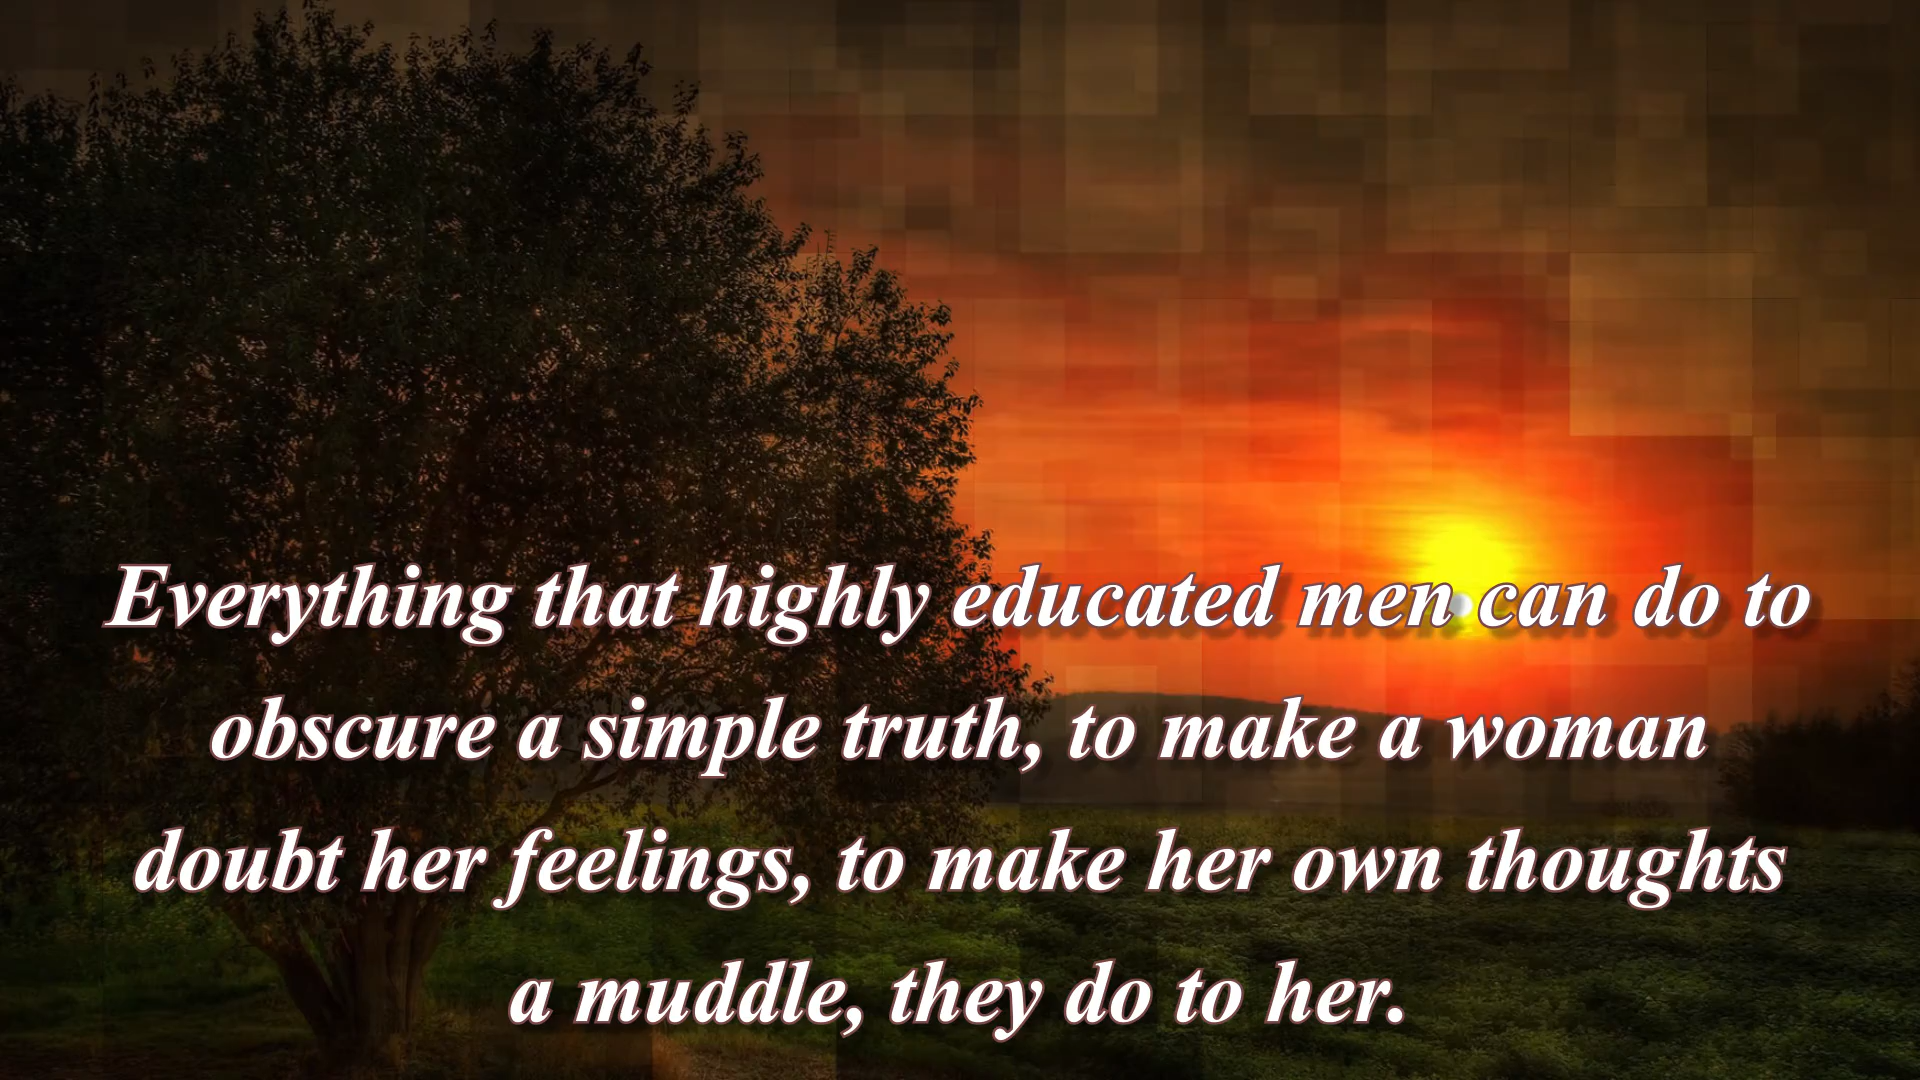 Everything that highly educated men can do to
obscure a simple truth, to make a woman
doubt her feelings, to make her own thoughts
a muddle, they do to her.